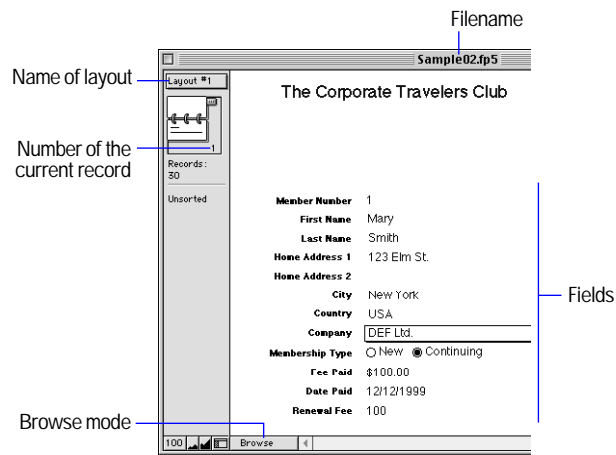 Filename
Sample02.fp5
Name of layout
Layout #1
The Corporate Travelers Club
Number of the
current record
1
Records:
30
Unsorted
Member Number 1
First Name Mary
Last Name Smith
Home Address 1 123 Elm St.
Home Address 2
City New York
Country USA
Company DEF Ltd.
Membership Type New Continuing
Fee Paid $100.00
Date Paid 12/12/1999
Renewal Fee 100
Fields
Browse mode
100 Browse